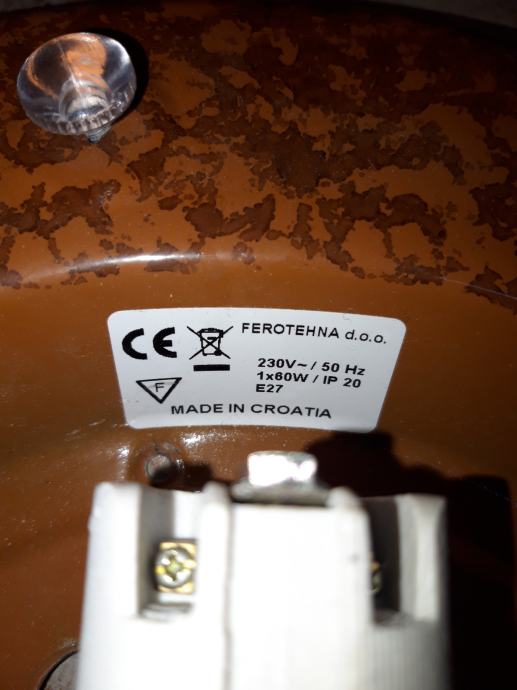 CE FEROTEHNA d.o.o.
230V~ / 50 Hz
1x60W / IP 20
F E27
MADE IN CROATIA